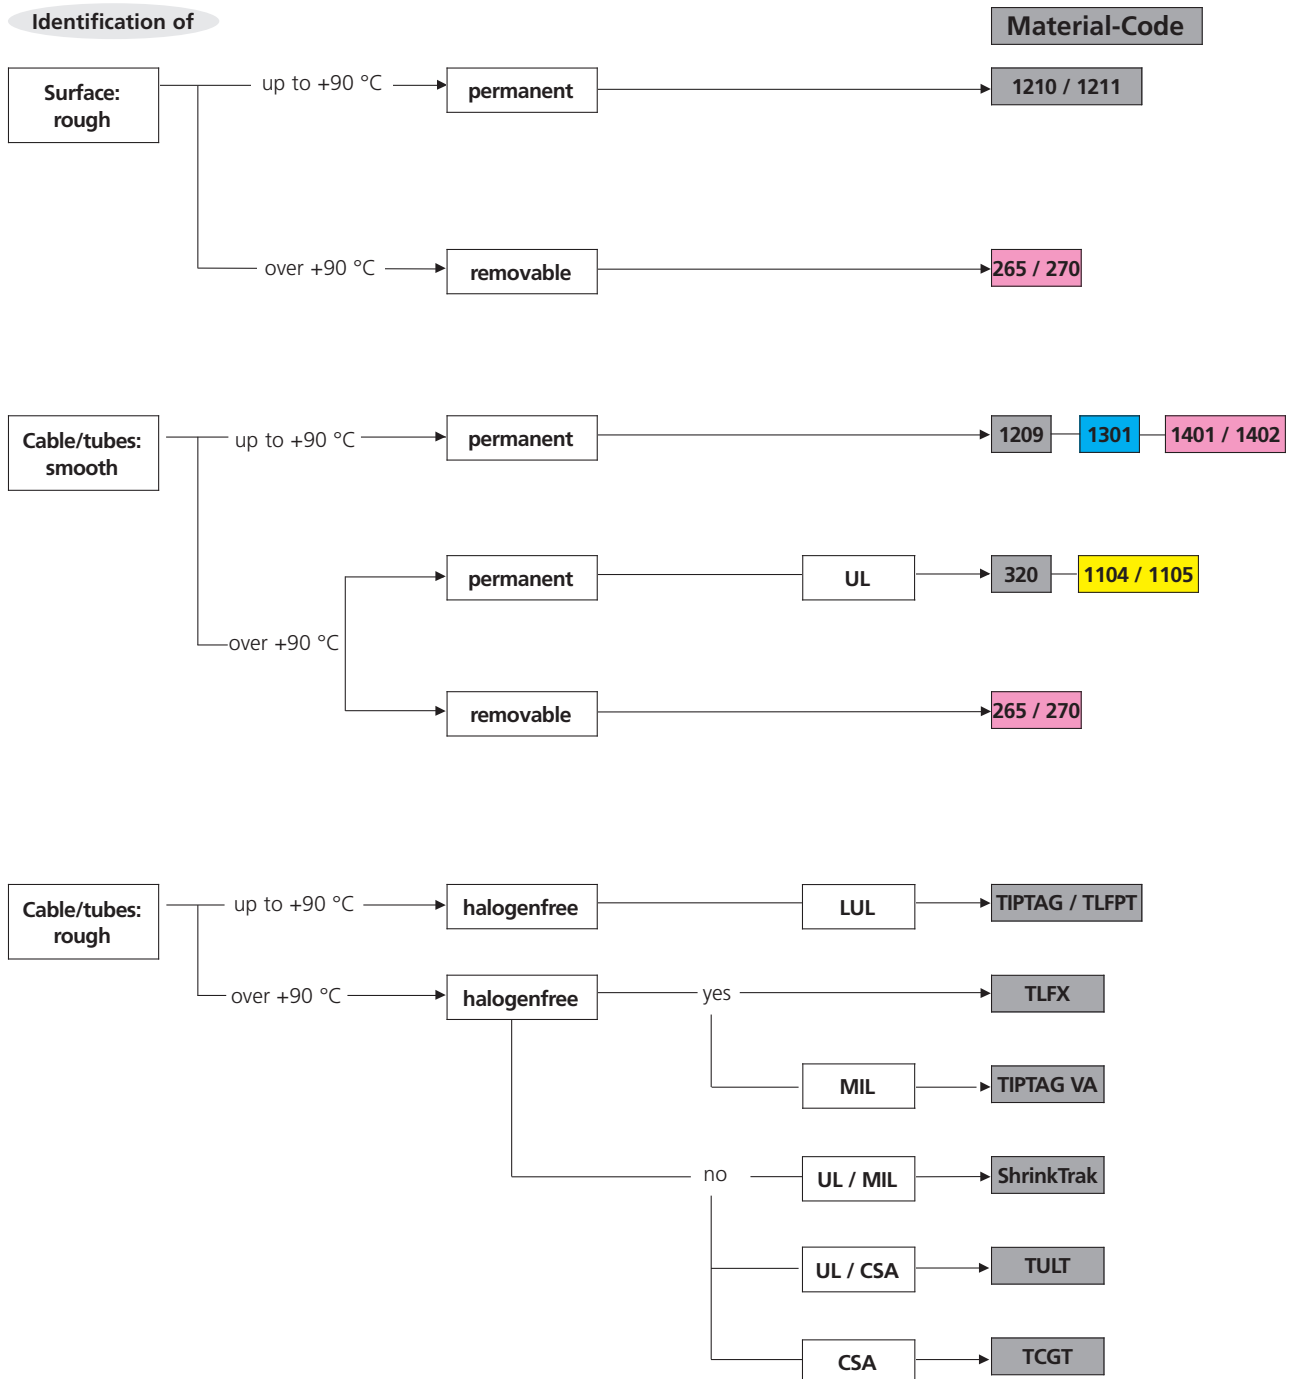 Identification of
Material-Code
Surface:
rough
up to +90 °C
permanent
1210 / 1211
over +90 °C
removable
265 / 270
Cable/tubes:
smooth
up to +90 °C
permanent
1209
1301
1401 / 1402
over +90 °C
permanent
UL
320
1104 / 1105
removable
265 / 270
Cable/tubes:
rough
up to +90 °C
halogenfree
LUL
TIPTAG / TLFPT
over +90 °C
halogenfree
yes
TLFX
MIL
TIPTAG VA
no
UL / MIL
ShrinkTrak
UL / CSA
TULT
CSA
TCGT